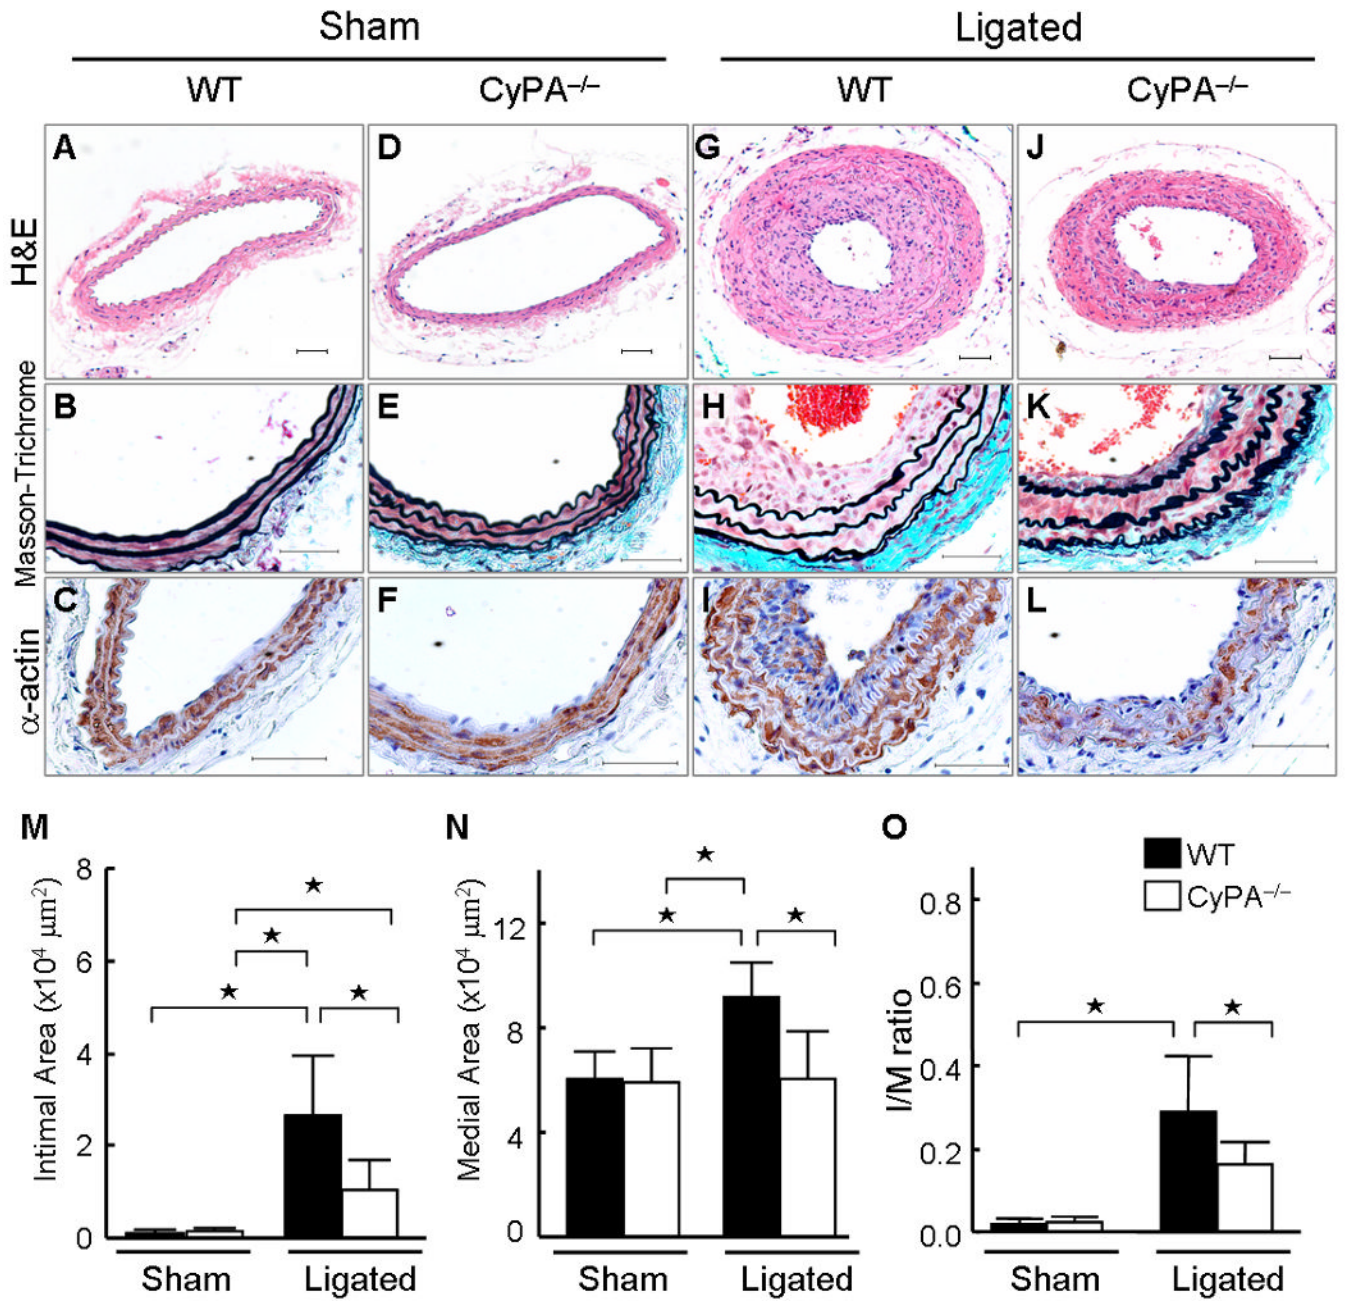 Sham Ligated
WT CyPA–/– WT CyPA–/–
H&E
A D G J
Masson-Trichrome
B E H K
α-actin
C F I L
M
Intimal Area (x10⁴ µm²)
8
6
4
2
0
★ ★ ★ ★
Sham Ligated
N
Medial Area (x10⁴ µm²)
12
8
4
0
★ ★ ★
Sham Ligated
O
WT
CyPA–/–
I/M ratio
0.8
0.6
0.4
0.2
0.0
★ ★
Sham Ligated